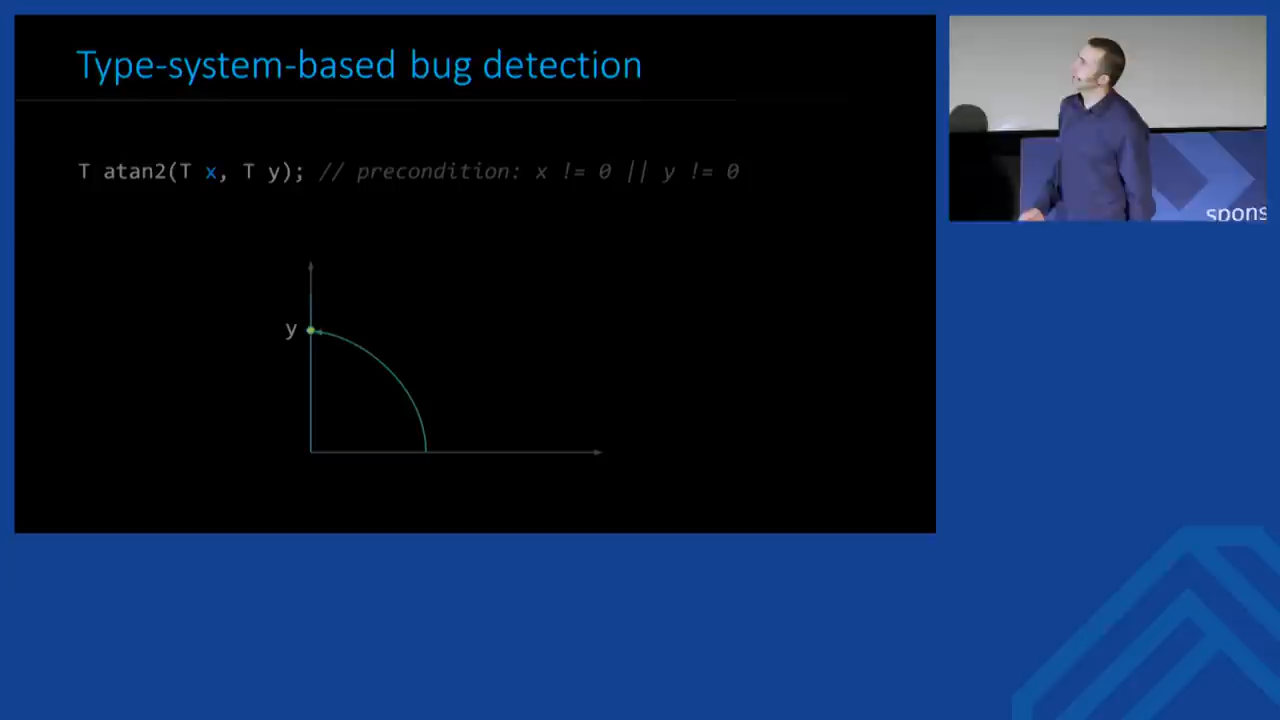 Type-system-based bug detection
T atan2(T x, T y); // precondition: x != 0 || y != 0
y
spons